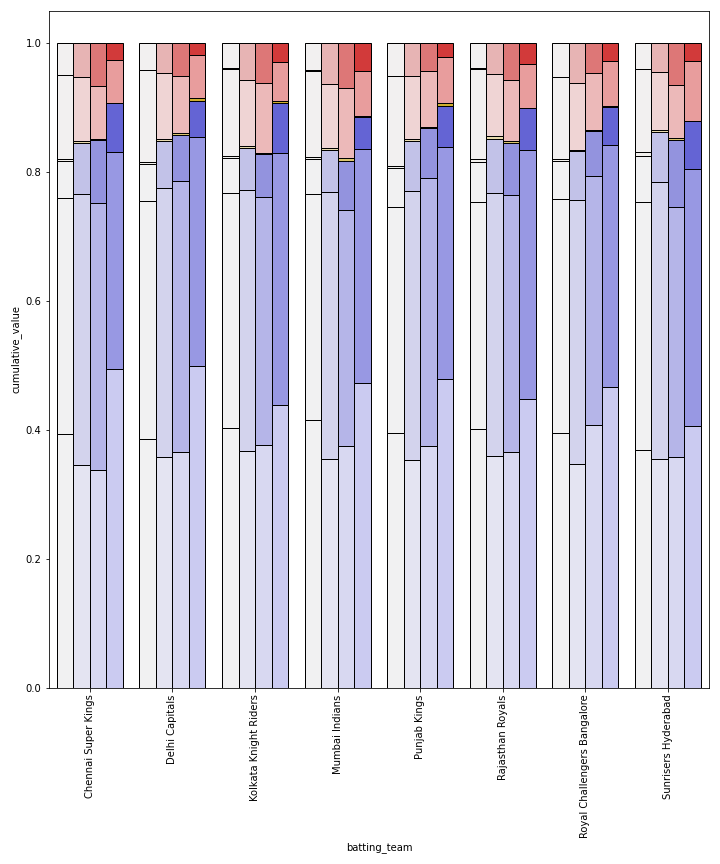 1.0
0.8
0.6
0.4
0.2
0.0
cumulative_value
Chennai Super Kings
Delhi Capitals
Kolkata Knight Riders
Mumbai Indians
Punjab Kings
Rajasthan Royals
Royal Challengers Bangalore
Sunrisers Hyderabad
batting_team